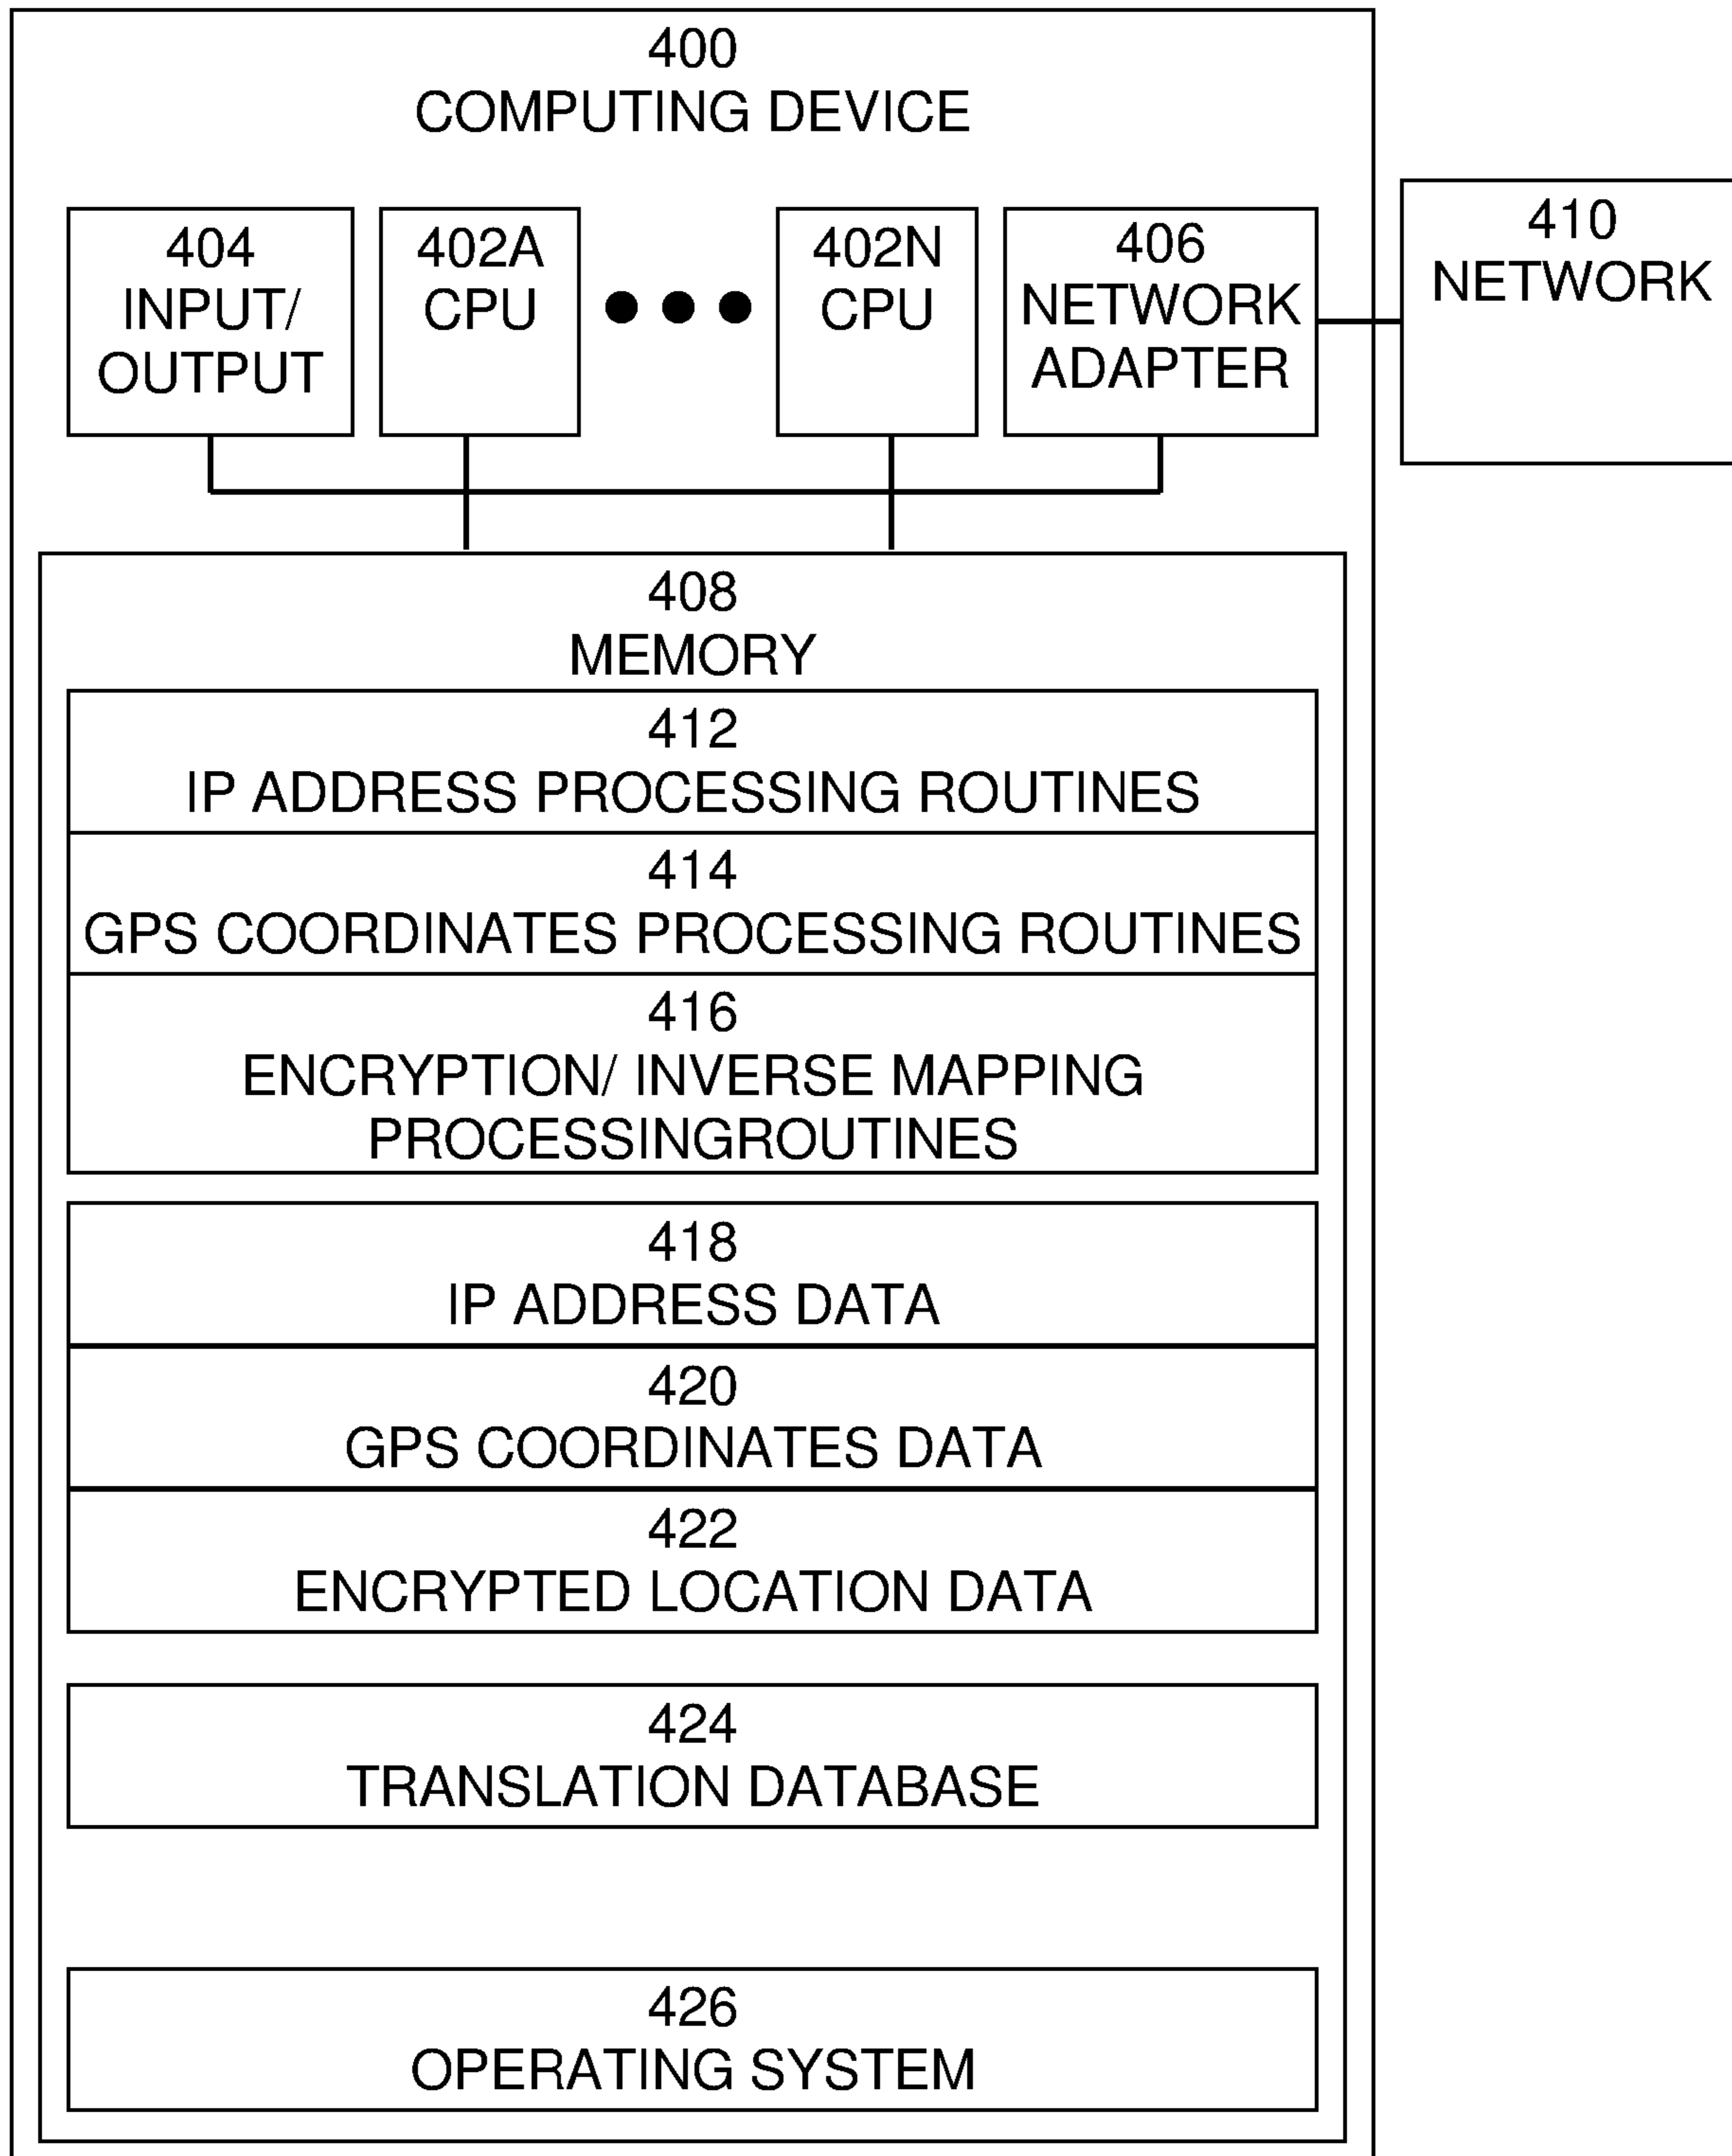 400
COMPUTING DEVICE
404
INPUT/
OUTPUT
402A
CPU
402N
CPU
406
NETWORK
ADAPTER
410
NETWORK
408
MEMORY
412
IP ADDRESS PROCESSING ROUTINES
414
GPS COORDINATES PROCESSING ROUTINES
416
ENCRYPTION/ INVERSE MAPPING
PROCESSINGROUTINES
418
IP ADDRESS DATA
420
GPS COORDINATES DATA
422
ENCRYPTED LOCATION DATA
424
TRANSLATION DATABASE
426
OPERATING SYSTEM